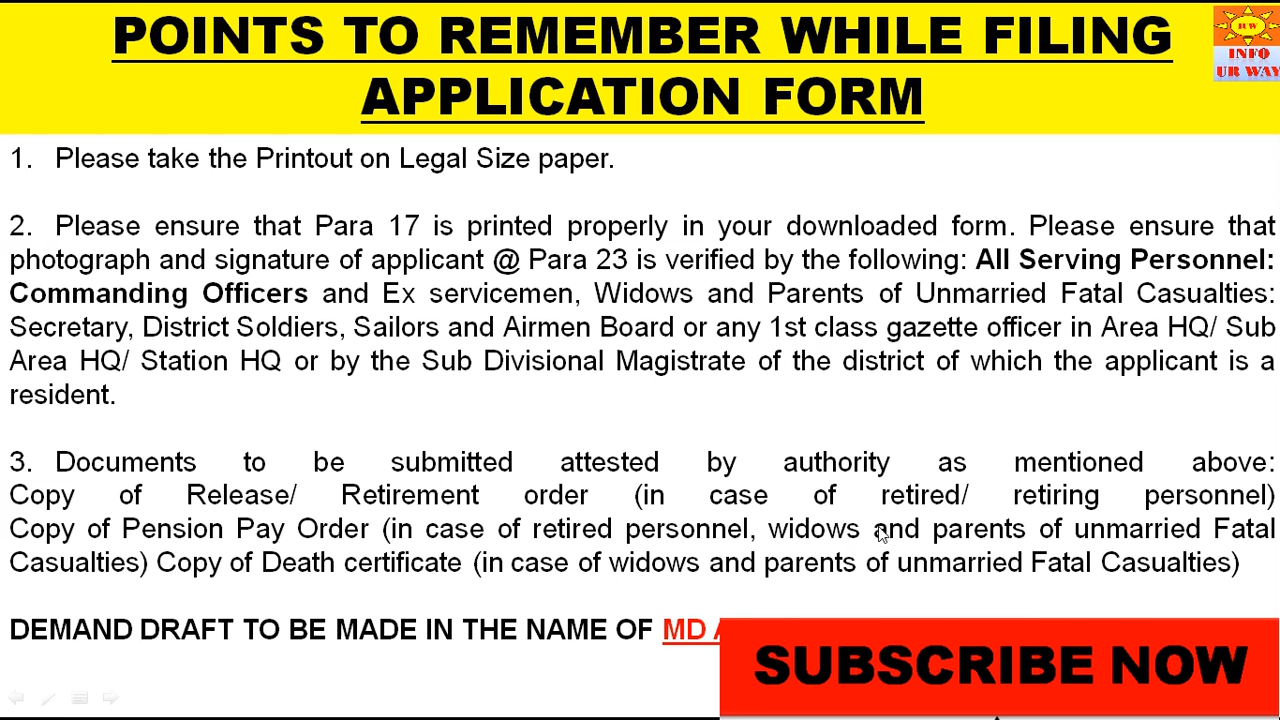 POINTS TO REMEMBER WHILE FILING
APPLICATION FORM
IUW
INFO
UR WAY
1. Please take the Printout on Legal Size paper.
2. Please ensure that Para 17 is printed properly in your downloaded form. Please ensure that
photograph and signature of applicant @ Para 23 is verified by the following: All Serving Personnel:
Commanding Officers and Ex servicemen, Widows and Parents of Unmarried Fatal Casualties:
Secretary, District Soldiers, Sailors and Airmen Board or any 1st class gazette officer in Area HQ/ Sub
Area HQ/ Station HQ or by the Sub Divisional Magistrate of the district of which the applicant is a
resident.
3. Documents to be submitted attested by authority as mentioned above:
Copy of Release/ Retirement order (in case of retired/ retiring personnel)
Copy of Pension Pay Order (in case of retired personnel, widows and parents of unmarried Fatal
Casualties) Copy of Death certificate (in case of widows and parents of unmarried Fatal Casualties)
DEMAND DRAFT TO BE MADE IN THE NAME OF MD
SUBSCRIBE NOW